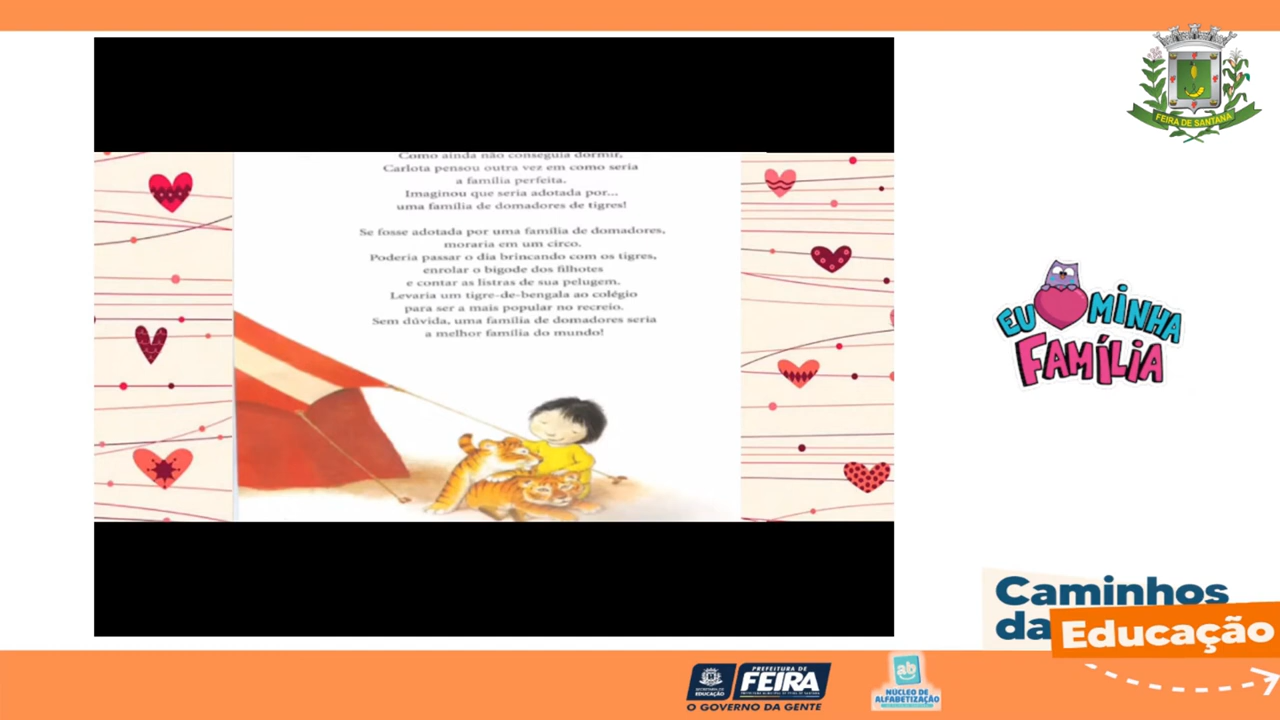 FEIRA DE SANTANA
Como ainda não conseguia dormir,
Carlota pensou outra vez em como seria
a família perfeita.
Imaginou que seria adotada por...
uma família de domadores de tigres!
Se fosse adotada por uma família de domadores,
moraria em um circo.
Poderia passar o dia brincando com os tigres,
enrolar o bigode dos filhotes
e contar as listras de sua pelugem.
Levaria um tigre-de-bengala ao colégio
para ser a mais popular no recreio.
Sem dúvida, uma família de domadores seria
a melhor família do mundo!
EU MINHA
FAMÍLIA
Caminhos
da Educação
SECRETARIA DE
EDUCAÇÃO
PREFEITURA DE
FEIRA
O GOVERNO DA GENTE
ab
NÚCLEO DE
ALFABETIZAÇÃO